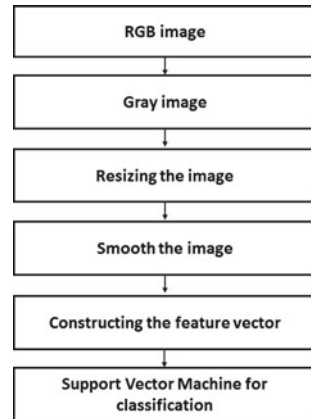 RGB image
Gray image
Resizing the image
Smooth the image
Constructing the feature vector
Support Vector Machine for
classification